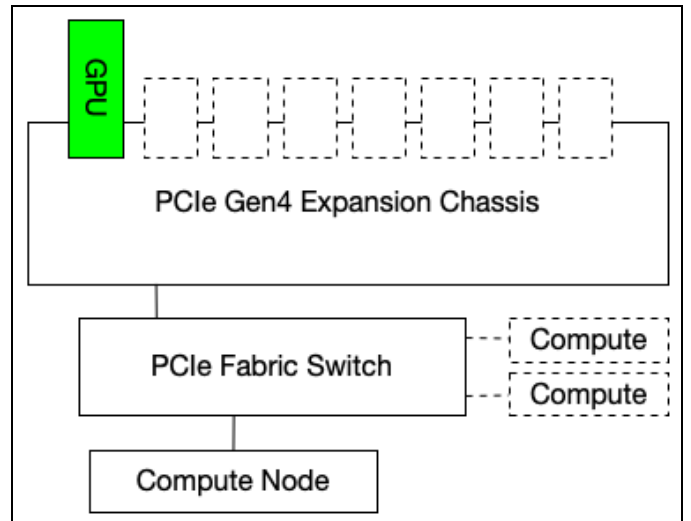 GPU
PCIe Gen4 Expansion Chassis
PCIe Fabric Switch
Compute
Compute
Compute Node